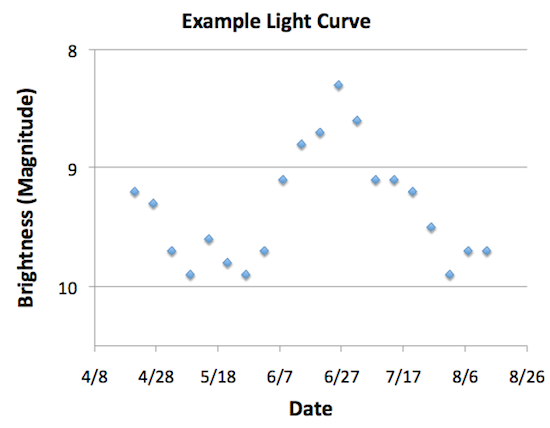 Example Light Curve
Brightness (Magnitude)
8
9
10
4/8 4/28 5/18 6/7 6/27 7/17 8/6 8/26
Date